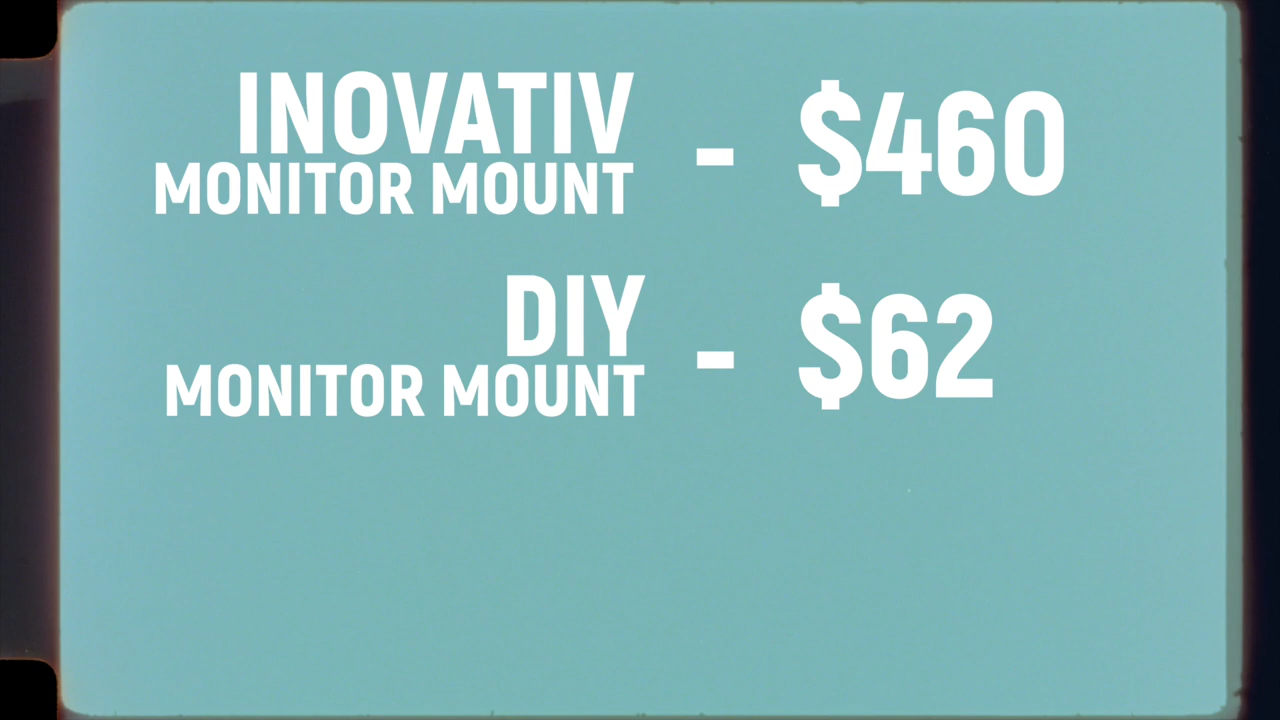 INOVATIV
MONITOR MOUNT - $460
DIY
MONITOR MOUNT - $62